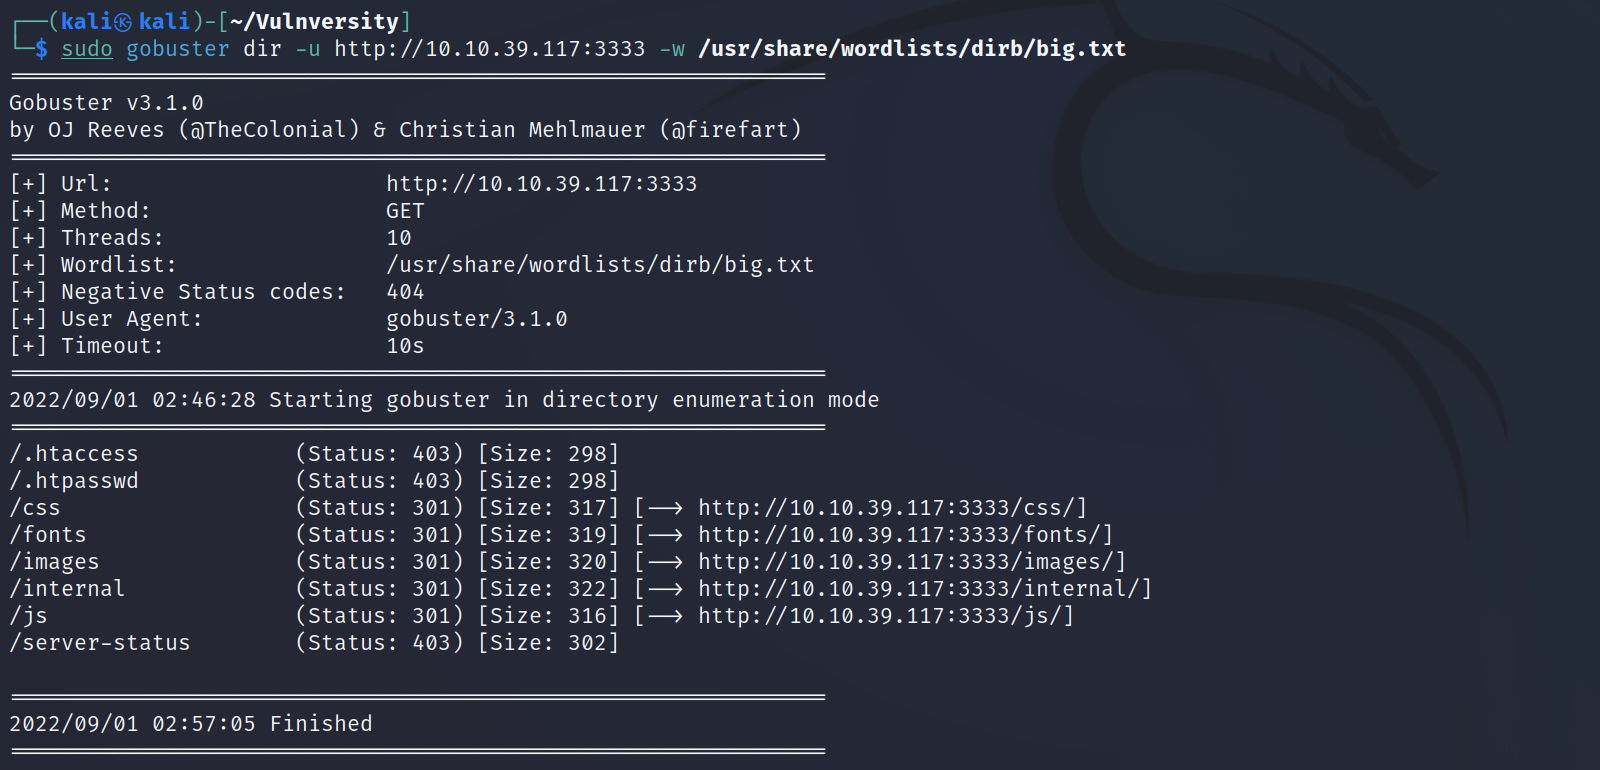 ┌──(kali㉿kali)-[~/Vulnversity]
└─$ sudo gobuster dir -u http://10.10.39.117:3333 -w /usr/share/wordlists/dirb/big.txt
===============================================================
Gobuster v3.1.0
by OJ Reeves (@TheColonial) & Christian Mehlmauer (@firefart)
===============================================================
[+] Url:                     http://10.10.39.117:3333
[+] Method:                  GET
[+] Threads:                 10
[+] Wordlist:                /usr/share/wordlists/dirb/big.txt
[+] Negative Status codes:   404
[+] User Agent:              gobuster/3.1.0
[+] Timeout:                 10s
===============================================================
2022/09/01 02:46:28 Starting gobuster in directory enumeration mode
===============================================================
/.htaccess            (Status: 403) [Size: 298]
/.htpasswd            (Status: 403) [Size: 298]
/css                  (Status: 301) [Size: 317] [--> http://10.10.39.117:3333/css/]
/fonts                (Status: 301) [Size: 319] [--> http://10.10.39.117:3333/fonts/]
/images               (Status: 301) [Size: 320] [--> http://10.10.39.117:3333/images/]
/internal             (Status: 301) [Size: 322] [--> http://10.10.39.117:3333/internal/]
/js                   (Status: 301) [Size: 316] [--> http://10.10.39.117:3333/js/]
/server-status        (Status: 403) [Size: 302]
===============================================================
2022/09/01 02:57:05 Finished
===============================================================